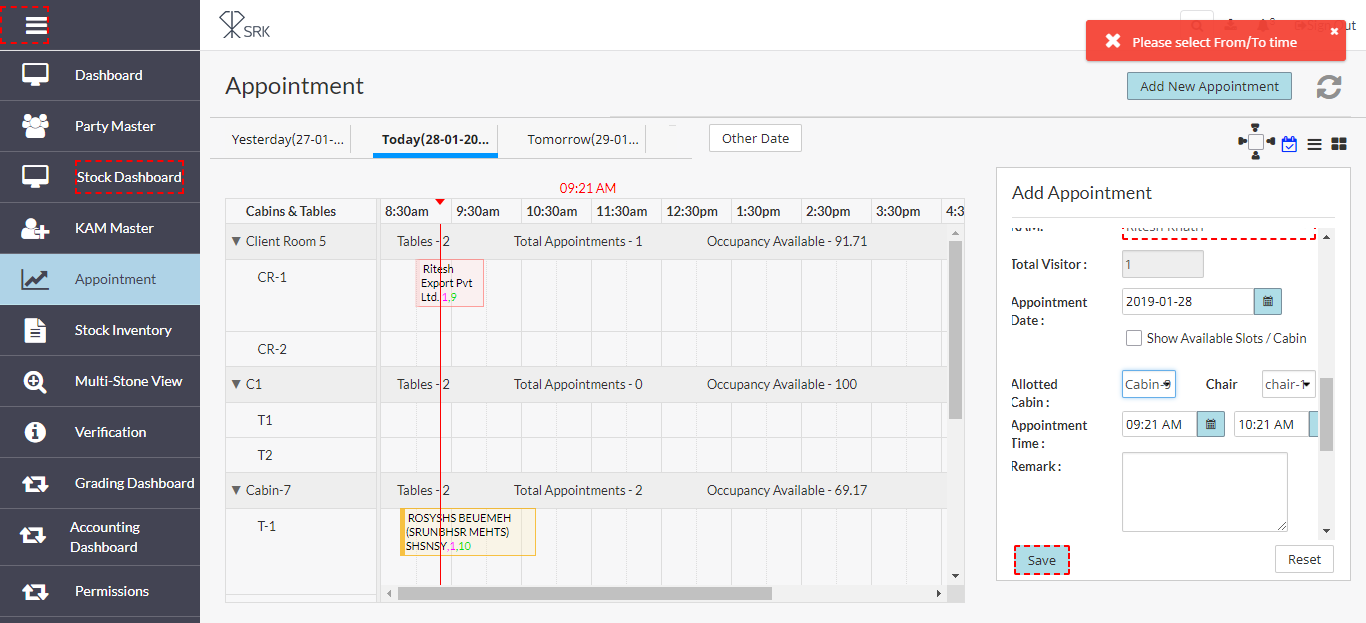 SRK
Please select From/To time
Dashboard
Party Master
Stock Dashboard
KAM Master
Appointment
Stock Inventory
Multi-Stone View
Verification
Grading Dashboard
Accounting
Dashboard
Permissions
Appointment
Add New Appointment
Yesterday(27-01-...
Today(28-01-20...
Tomorrow(29-01...
Other Date
09:21 AM
Cabins & Tables
8:30am 9:30am 10:30am 11:30am 12:30pm 1:30pm 2:30pm 3:30pm 4:3
Client Room 5 Tables - 2 Total Appointments - 1 Occupancy Available - 91.71
CR-1
Ritesh
Export Pvt
Ltd.,1,9
CR-2
C1 Tables - 2 Total Appointments - 0 Occupancy Available - 100
T1
T2
Cabin-7 Tables - 2 Total Appointments - 2 Occupancy Available - 69.17
T-1
ROSYSHS BEUEMEH
(SRUNBHSR MEHTS)
SHSNSY,1,10
Add Appointment
Total Visitor : 1
Appointment
Date : 2019-01-28
Show Available Slots / Cabin
Allotted
Cabin : Cabin-9 Chair chair-1
Appointment
Time : 09:21 AM 10:21 AM
Remark :
Save
Reset